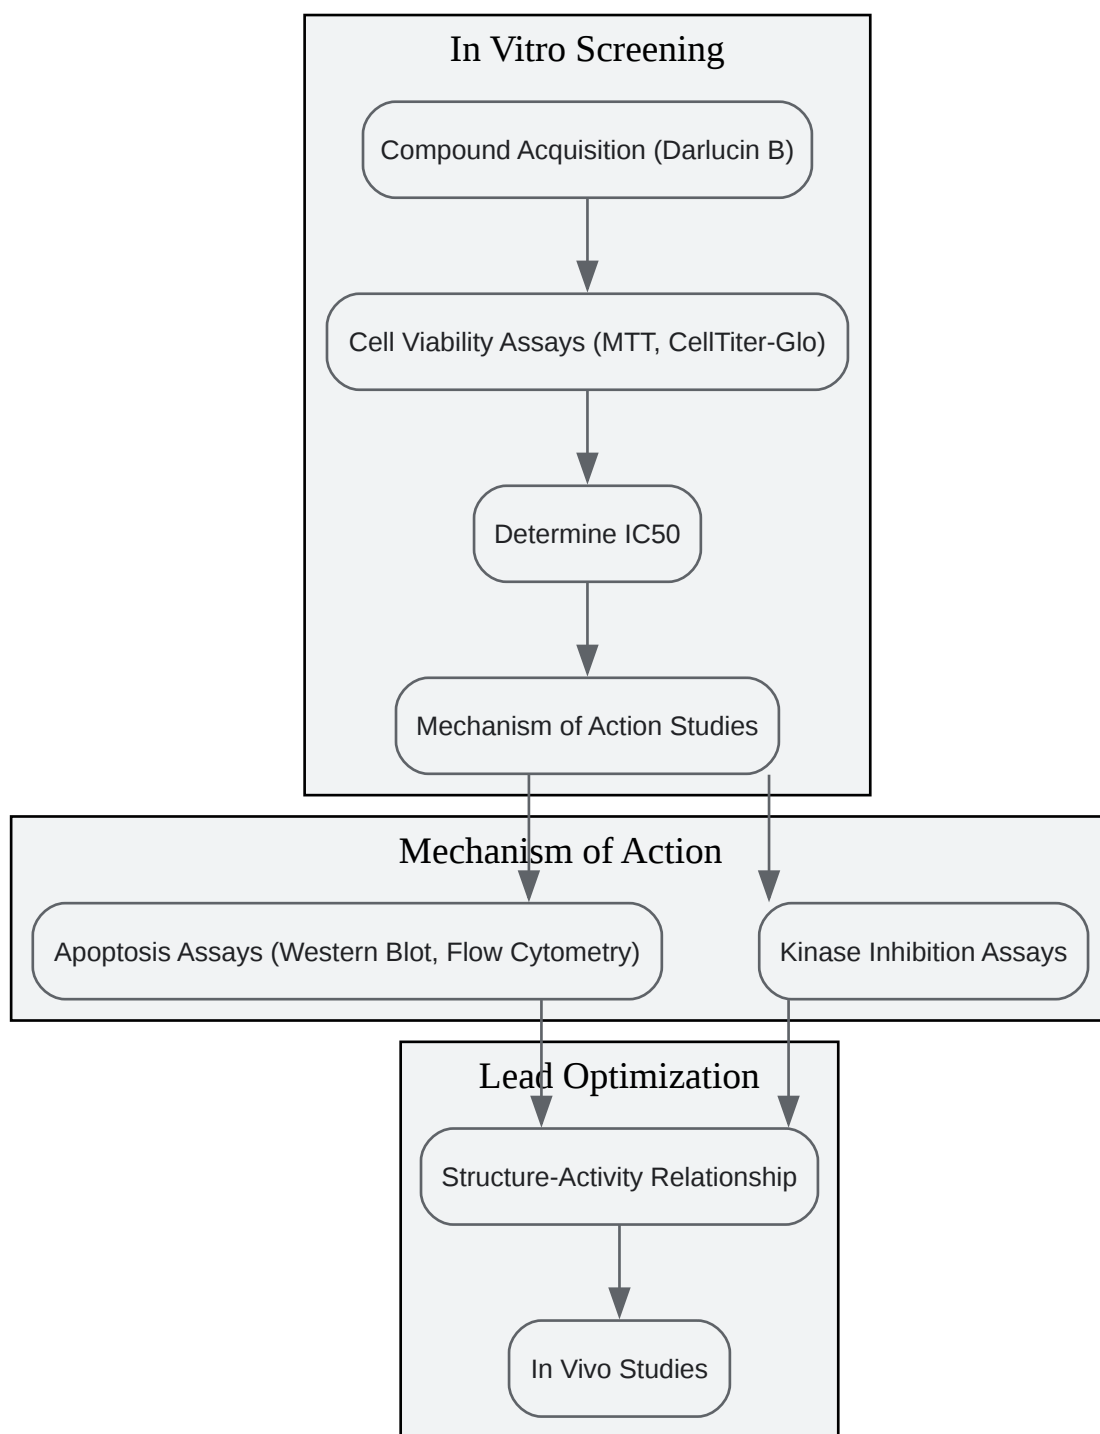 In Vitro Screening
Compound Acquisition (Darlucin B)
Cell Viability Assays (MTT, CellTiter-Glo)
Determine IC50
Mechanism of Action Studies
Mechanism of Action
Apoptosis Assays (Western Blot, Flow Cytometry)
Kinase Inhibition Assays
Lead Optimization
Structure-Activity Relationship
In Vivo Studies